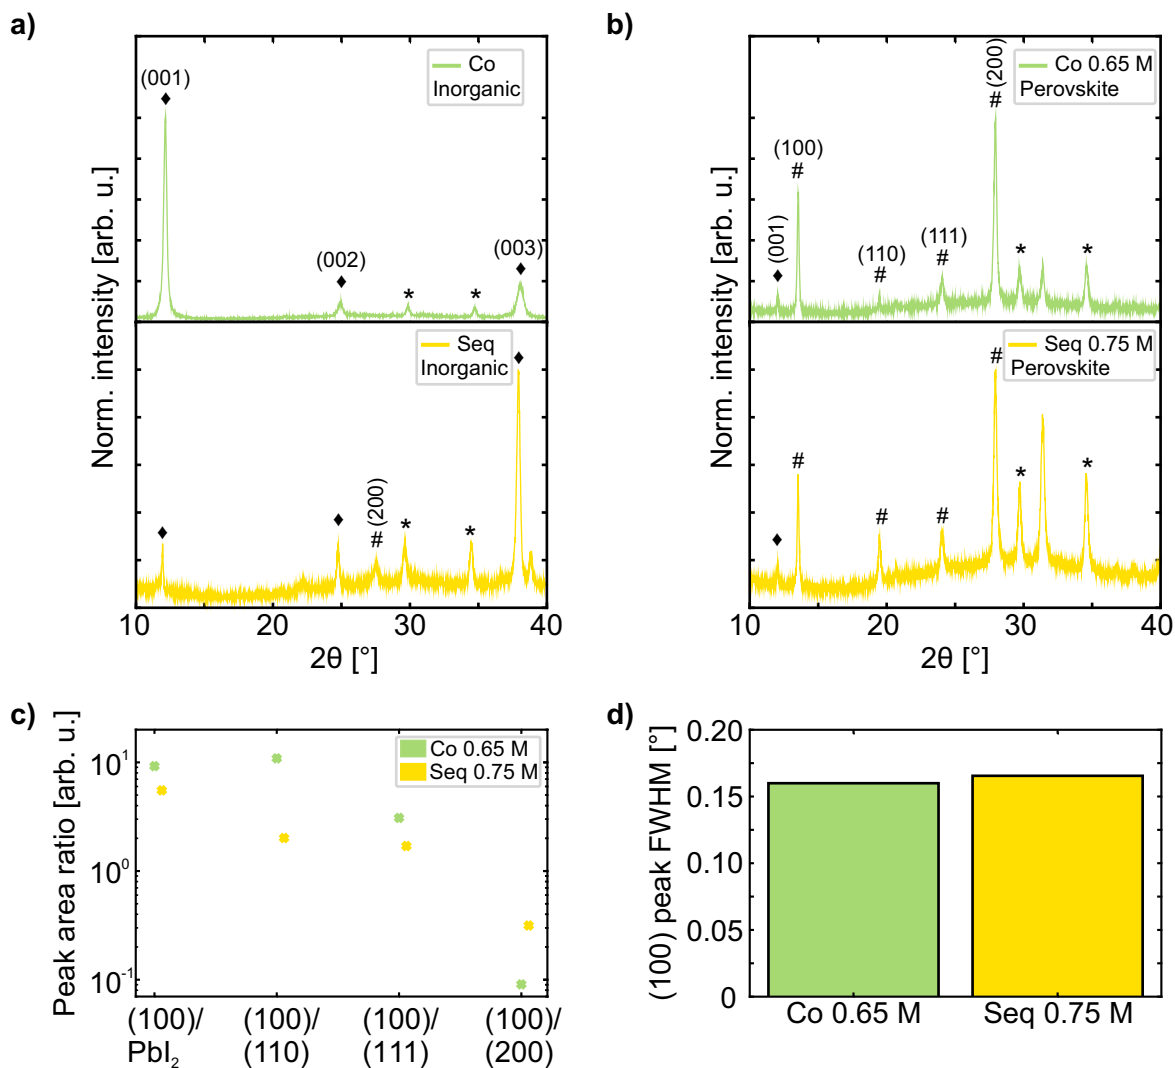 a)
Norm. intensity [arb. u.]
Co
Inorganic
(001)
♦
(002)
♦
*
*
(003)
♦
Seq
Inorganic
♦
♦
# (200)
*
*
♦
10
20
30
40
2θ [°]
b)
Norm. intensity [arb. u.]
Co 0.65 M
Perovskite
♦ (001)
(100)
#
(110)
#
(111)
#
# (200)
*
*
Seq 0.75 M
Perovskite
♦
#
#
#
#
*
*
10
20
30
40
2θ [°]
c)
Peak area ratio [arb. u.]
10¹
10⁰
10⁻¹
Co 0.65 M
Seq 0.75 M
(100)/
PbI₂
(100)/
(110)
(100)/
(111)
(100)/
(200)
d)
(100) peak FWHM [°]
0.20
0.15
0.10
0.05
0
Co 0.65 M
Seq 0.75 M